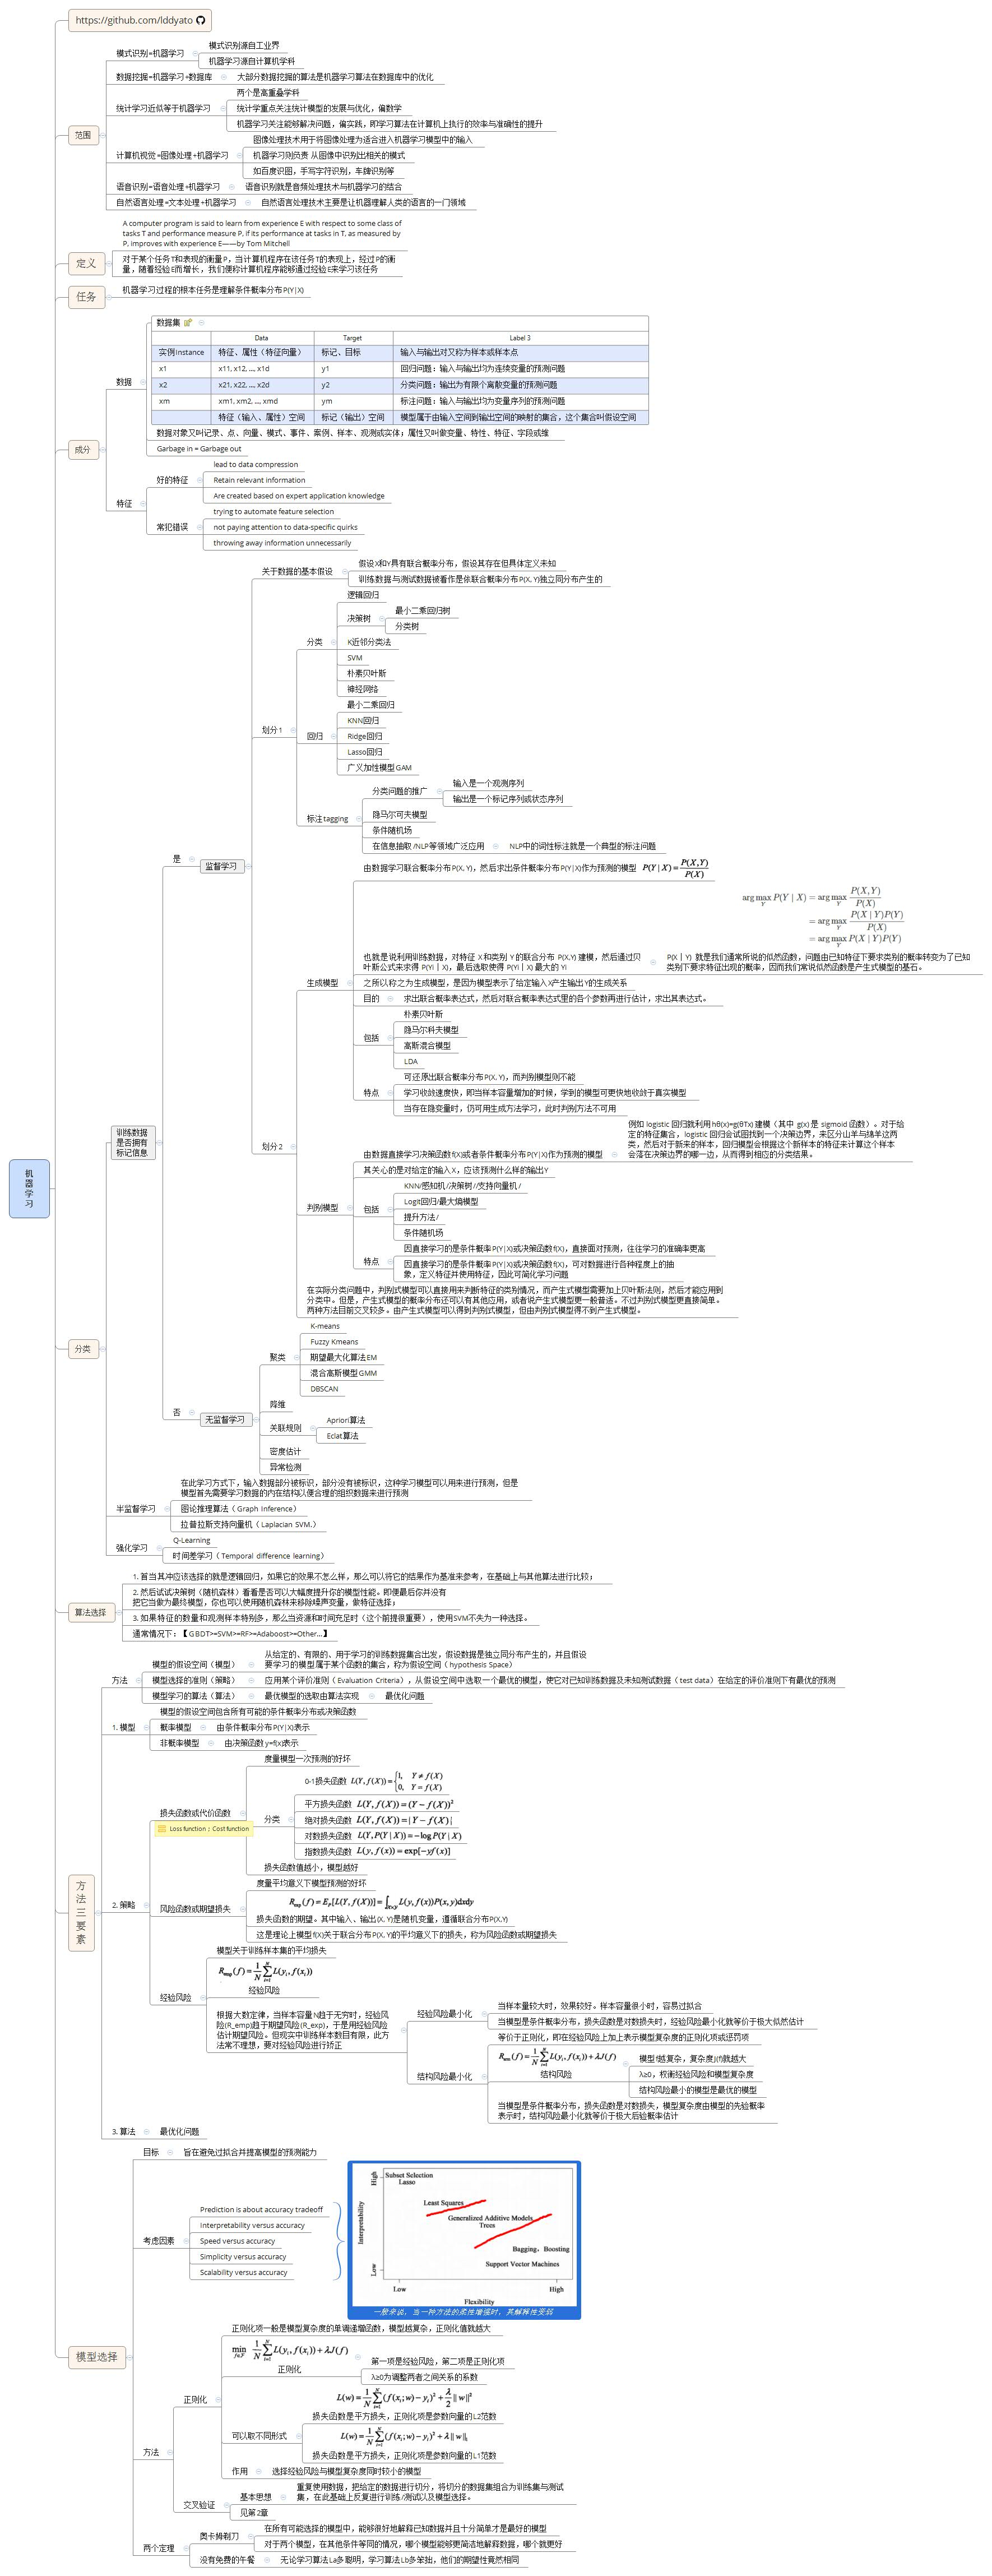 https://github.com/lddyato
机器学习
范围
模式识别=机器学习
模式识别源自工业界
机器学习源自计算机学科
数据挖掘=机器学习+数据库
大部分数据挖掘的算法是机器学习算法在数据库中的优化
统计学习近似等于机器学习
两个是高重叠学科
统计学重点关注统计模型的发展与优化，偏数学
机器学习关注能够解决问题，偏实践，即学习算法在计算机上执行的效率与准确性的提升
计算机视觉=图像处理+机器学习
图像处理技术用于将图像处理为适合进入机器学习模型中的输入
机器学习则负责 从图像中识别出相关的模式
如百度识图，手写字符识别，车牌识别等
语音识别=语音处理+机器学习
语音识别就是音频处理技术与机器学习的结合
自然语言处理=文本处理+机器学习
自然语言处理技术主要是让机器理解人类的语言的一门领域
定义
A computer program is said to learn from experience E with respect to some class of
tasks T and performance measure P, if its performance at tasks in T, as measured by
P, improves with experience E——by Tom Mitchell
对于某个任务T和表现的衡量P，当计算机程序在该任务T的表现上，经过P的衡
量，随着经验E而增长，我们便称计算机程序能够通过经验E来学习该任务
任务
机器学习过程的根本任务是理解条件概率分布P(Y|X)
成分
数据
数据集
Data Target Label 3
实例Instance 特征、属性（特征向量） 标记、目标 输入与输出对又称为样本或样本点
x1 x11, x12, ..., x1d y1 回归问题：输入与输出均为连续变量的预测问题
x2 x21, x22, ..., x2d y2 分类问题：输出为有限个离散变量的预测问题
xm xm1, xm2, ..., xmd ym 标注问题：输入与输出均为变量序列的预测问题
特征（输入、属性）空间 标记（输出）空间 模型属于由输入空间到输出空间的映射的集合，这个集合叫假设空间
数据对象又叫记录、点、向量、模式、事件、案例、样本、观测或实体；属性又叫做变量、特性、特征、字段或维
Garbage in = Garbage out
特征
好的特征
lead to data compression
Retain relevant information
Are created based on expert application knowledge
常犯错误
trying to automate feature selection
not paying attention to data-specific quirks
throwing away information unnecessarily
分类
训练数据
是否拥有
标记信息
是
监督学习
关于数据的基本假设
假设X和Y具有联合概率分布，假设其存在但具体定义未知
训练数据与测试数据被看作是依联合概率分布P(X, Y)独立同分布产生的
划分1
分类
逻辑回归
决策树
最小二乘回归树
分类树
K近邻分类法
SVM
朴素贝叶斯
神经网络
回归
最小二乘回归
KNN回归
Ridge回归
Lasso回归
广义加性模型GAM
标注tagging
分类问题的推广
输入是一个观测序列
输出是一个标记序列或状态序列
隐马尔可夫模型
条件随机场
在信息抽取/NLP等领域广泛应用
NLP中的词性标注就是一个典型的标注问题
划分2
生成模型
由数据学习联合概率分布P(X, Y)，然后求出条件概率分布P(Y|X)作为预测的模型 P(Y | X) = P(X,Y) / P(X)
arg max_Y P(Y | X) = arg max_Y P(X,Y) / P(X)
= arg max_Y P(X | Y)P(Y) / P(X)
= arg max_Y P(X | Y)P(Y)
也就是说利用训练数据，对特征 X 和类别 Y 的联合分布 P(X,Y) 建模，然后通过贝
叶斯公式来求得 P(Yi｜X)，最后选取使得 P(Yi｜X) 最大的 Yi
P(X｜Y) 就是我们通常所说的似然函数，问题由已知特征下要求类别的概率转变为了已知
类别下要求特征出现的概率，因而我们常说似然函数是产生式模型的基石。
之所以称之为生成模型，是因为模型表示了给定输入X产生输出Y的生成关系
目的
求出联合概率表达式，然后对联合概率表达式里的各个参数再进行估计，求出其表达式。
包括
朴素贝叶斯
隐马尔科夫模型
高斯混合模型
LDA
特点
可还原出联合概率分布P(X, Y)，而判别模型则不能
学习收敛速度快，即当样本容量增加的时候，学到的模型可更快地收敛于真实模型
当存在隐变量时，仍可用生成方法学习，此时判别方法不可用
判别模型
由数据直接学习决策函数f(X)或者条件概率分布P(Y|X)作为预测的模型
例如 logistic 回归就利用 hθ(x)=g(θTx) 建模（其中 g(x) 是 sigmoid 函数）。对于给
定的特征集合，logistic 回归会试图找到一个决策边界，来区分山羊与绵羊这两
类，然后对于新来的样本，回归模型会根据这个新样本的特征来计算这个样本
会落在决策边界的哪一边，从而得到相应的分类结果。
其关心的是对给定的输入X，应该预测什么样的输出Y
包括
KNN/感知机/决策树//支持向量机/
Logit回归/最大熵模型
提升方法/
条件随机场
特点
因直接学习的是条件概率P(Y|X)或决策函数f(X)，直接面对预测，往往学习的准确率更高
因直接学习的是条件概率P(Y|X)或决策函数f(X)，可对数据进行各种程度上的抽
象，定义特征并使用特征，因此可简化学习问题
在实际分类问题中，判别式模型可以直接用来判断特征的类别情况，而产生式模型需要加上贝叶斯法则，然后才能应用到
分类中。但是，产生式模型的概率分布还可以有其他应用，或者说产生式模型更一般普适。不过判别式模型更直接简单。
两种方法目前交叉较多。由产生式模型可以得到判别式模型，但由判别式模型得不到产生式模型。
否
无监督学习
聚类
K-means
Fuzzy Kmeans
期望最大化算法EM
混合高斯模型GMM
DBSCAN
降维
关联规则
Apriori算法
Eclat算法
密度估计
异常检测
半监督学习
在此学习方式下，输入数据部分被标识，部分没有被标识，这种学习模型可以用来进行预测，但是
模型首先需要学习数据的内在结构以便合理的组织数据来进行预测
图论推理算法（Graph Inference）
拉普拉斯支持向量机（Laplacian SVM.）
强化学习
Q-Learning
时间差学习（Temporal difference learning）
算法选择
1. 首当其冲应该选择的就是逻辑回归，如果它的效果不怎么样，那么可以将它的结果作为基准来参考，在基础上与其他算法进行比较；
2. 然后试试决策树（随机森林）看看是否可以大幅度提升你的模型性能。即便最后你并没有
把它当做为最终模型，你也可以使用随机森林来移除噪声变量，做特征选择；
3. 如果特征的数量和观测样本特别多，那么当资源和时间充足时（这个前提很重要），使用SVM不失为一种选择。
通常情况下：【GBDT>=SVM>=RF>=Adaboost>=Other...】
方法三要素
方法
模型的假设空间（模型）
从给定的、有限的、用于学习的训练数据集合出发，假设数据是独立同分布产生的，并且假设
要学习的模型属于某个函数的集合，称为假设空间（hypothesis Space）
模型选择的准则（策略）
应用某个评价准则（Evaluation Criteria），从假设空间中选取一个最优的模型，使它对已知训练数据及未知测试数据（test data）在给定的评价准则下有最优的预测
模型学习的算法（算法）
最优模型的选取由算法实现
最优化问题
1. 模型
模型的假设空间包含所有可能的条件概率分布或决策函数
概率模型
由条件概率分布P(Y|X)表示
非概率模型
由决策函数y=f(x)表示
2. 策略
损失函数或代价函数
Loss function； Cost function
度量模型一次预测的好坏
分类
0-1损失函数 L(Y, f(X)) = {1, Y ≠ f(X)
0, Y = f(X)
平方损失函数 L(Y, f(X)) = (Y − f(X))²
绝对损失函数 L(Y, f(X)) = | Y − f(X) |
对数损失函数 L(Y, P(Y | X)) = −log P(Y | X)
指数损失函数 L(y, f(x)) = exp[−yf(x)]
损失函数值越小，模型越好
风险函数或期望损失
度量平均意义下模型预测的好坏
R_exp(f) = E_P[L(Y, f(X))] = ∫_{x×y} L(y, f(x))P(x, y)dxdy
损失函数的期望。其中输入、输出(X, Y)是随机变量，遵循联合分布P(X,Y)
这是理论上模型f(X)关于联合分布P(X, Y)的平均意义下的损失，称为风险函数或期望损失
经验风险
模型关于训练样本集的平均损失
R_emp(f) = 1/N ∑_{i=1}^N L(y_i, f(x_i))
经验风险
根据大数定律，当样本容量N趋于无穷时，经验风
险(R_emp)趋于期望风险(R_exp)，于是用经验风险
估计期望风险。但现实中训练样本数目有限，此方
法常不理想，要对经验风险进行矫正
经验风险最小化
当样本量较大时，效果较好。样本容量很小时，容易过拟合
当模型是条件概率分布，损失函数是对数损失时，经验风险最小化就等价于极大似然估计
结构风险最小化
等价于正则化，即在经验风险上加上表示模型复杂度的正则化项或惩罚项
R_srm(f) = 1/N ∑_{i=1}^N L(y_i, f(x_i)) + λJ(f)
结构风险
模型f越复杂，复杂度J(f)就越大
λ≥0，权衡经验风险和模型复杂度
结构风险最小的模型是最优的模型
当模型是条件概率分布，损失函数是对数损失，模型复杂度由模型的先验概率
表示时，结构风险最小化就等价于极大后验概率估计
3. 算法
最优化问题
模型选择
目标
旨在避免过拟合并提高模型的预测能力
考虑因素
Prediction is about accuracy tradeoff
Interpretability versus accuracy
Speed versus accuracy
Simplicity versus accuracy
Scalability versus accuracy
High
Interpretability
Low
Subset Selection
Lasso
Least Squares
Generalized Additive Models
Trees
Bagging, Boosting
Support Vector Machines
Low High
Flexibility
一般来说，当一种方法的柔性增强时，其解释性变弱
方法
正则化
正则化项一般是模型复杂度的单调递增函数，模型越复杂，正则化值就越大
min_{f∈F} 1/N ∑_{i=1}^N L(y_i, f(x_i)) + λJ(f)
正则化
第一项是经验风险，第二项是正则化项
λ≥0为调整两者之间关系的系数
可以取不同形式
L(w) = 1/N ∑_{i=1}^N (f(x_i; w) − y_i)² + λ/2 || w ||²
损失函数是平方损失，正则化项是参数向量的L2范数
L(w) = 1/N ∑_{i=1}^N (f(x_i; w) − y_i)² + λ || w ||₁
损失函数是平方损失，正则化项是参数向量的L1范数
作用
选择经验风险与模型复杂度同时较小的模型
交叉验证
基本思想
重复使用数据，把给定的数据进行切分，将切分的数据集组合为训练集与测试
集，在此基础上反复进行训练/测试以及模型选择。
见第2章
两个定理
奥卡姆剃刀
在所有可能选择的模型中，能够很好地解释已知数据并且十分简单才是最好的模型
对于两个模型，在其他条件等同的情况，哪个模型能够更简洁地解释数据，哪个就更好
没有免费的午餐
无论学习算法La多聪明，学习算法Lb多笨拙，他们的期望性竟然相同